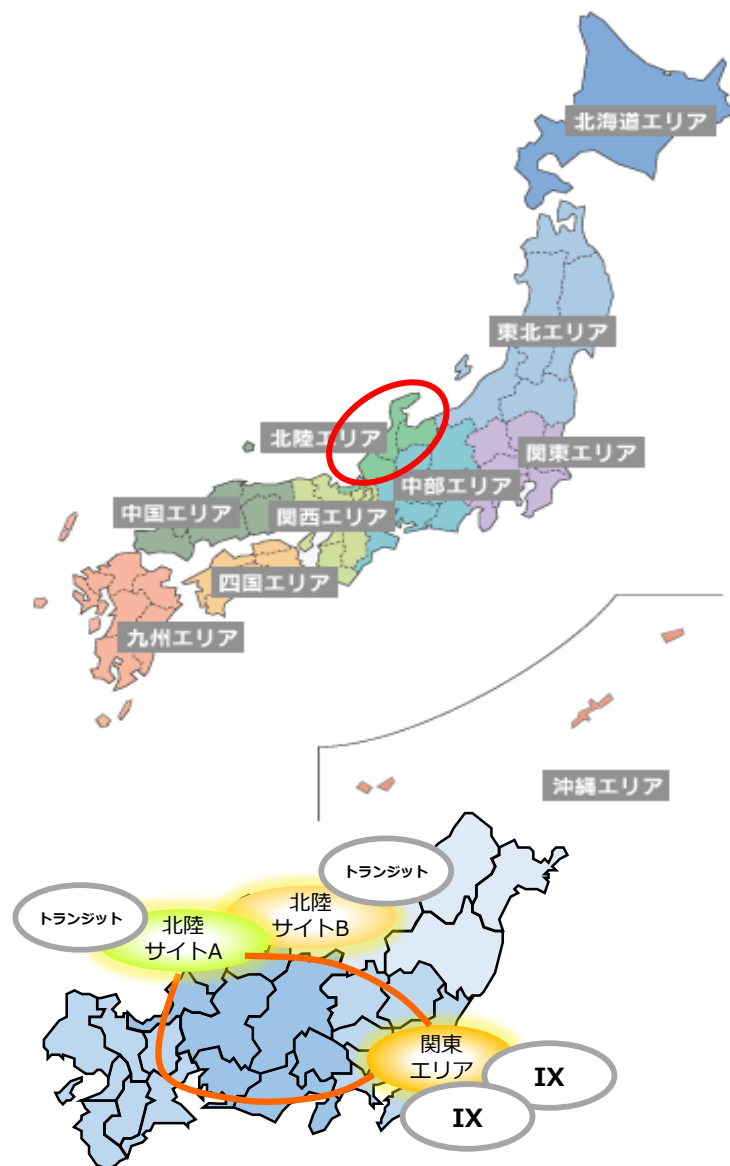 北海道エリア
東北エリア
北陸エリア
関東エリア
中部エリア
中国エリア
関西エリア
四国エリア
九州エリア
沖縄エリア
トランジット
トランジット
北陸
サイトB
北陸
サイトA
関東
エリア
IX
IX